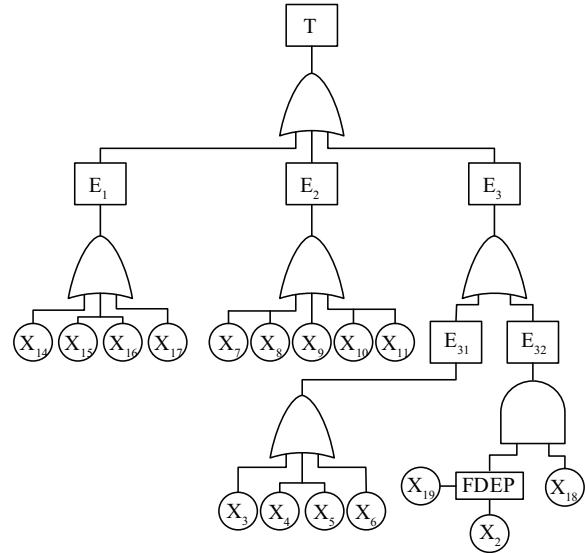 T
E₁ E₂ E₃
X₁₄ X₁₅ X₁₆ X₁₇ X₇ X₈ X₉ X₁₀ X₁₁ E₃₁ E₃₂
X₁₉ FDEP X₁₈
X₃ X₄ X₅ X₆
X₂